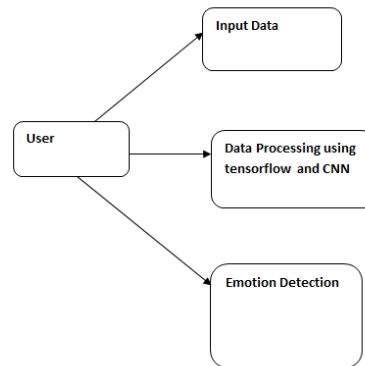 Input Data
User
Data Processing using
tensorflow and CNN
Emotion Detection